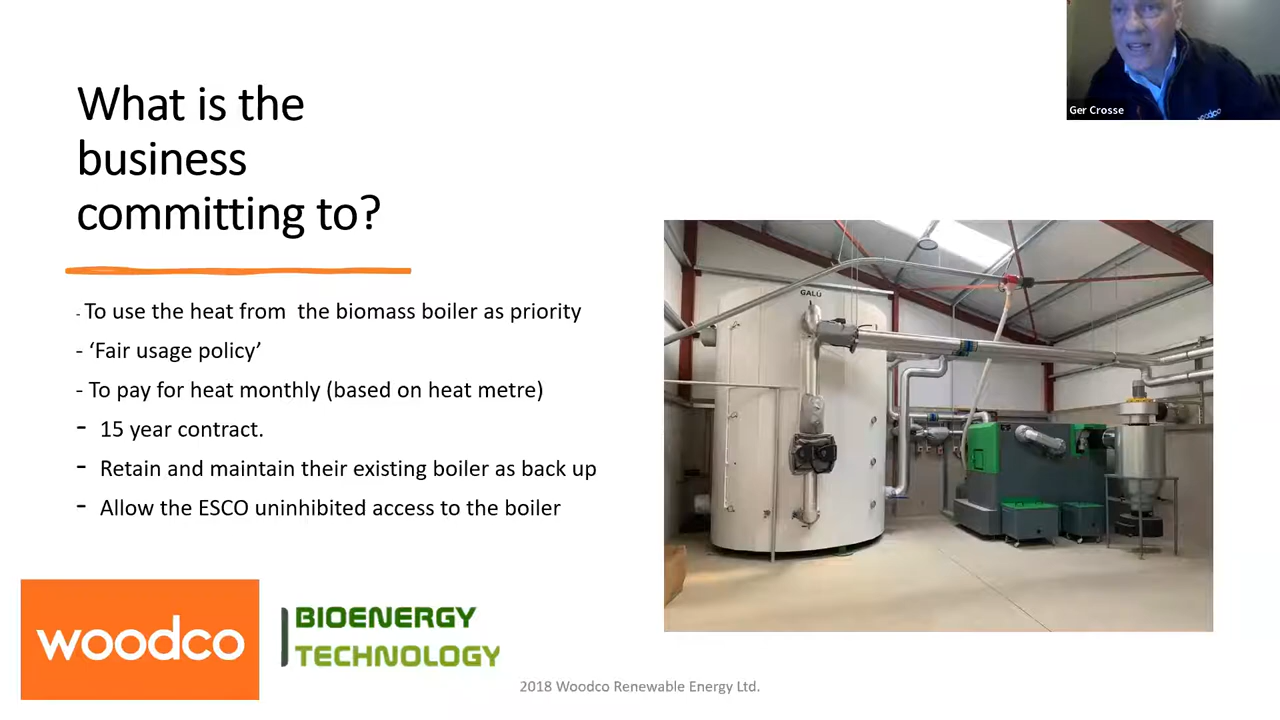 What is the
business
committing to?
- To use the heat from  the biomass boiler as priority
- ‘Fair usage policy’
- To pay for heat monthly (based on heat metre)
- 15 year contract.
- Retain and maintain their existing boiler as back up
- Allow the ESCO uninhibited access to the boiler
Ger Crosse
woodco
GALÚ
woodco
BIOENERGY
TECHNOLOGY
2018 Woodco Renewable Energy Ltd.